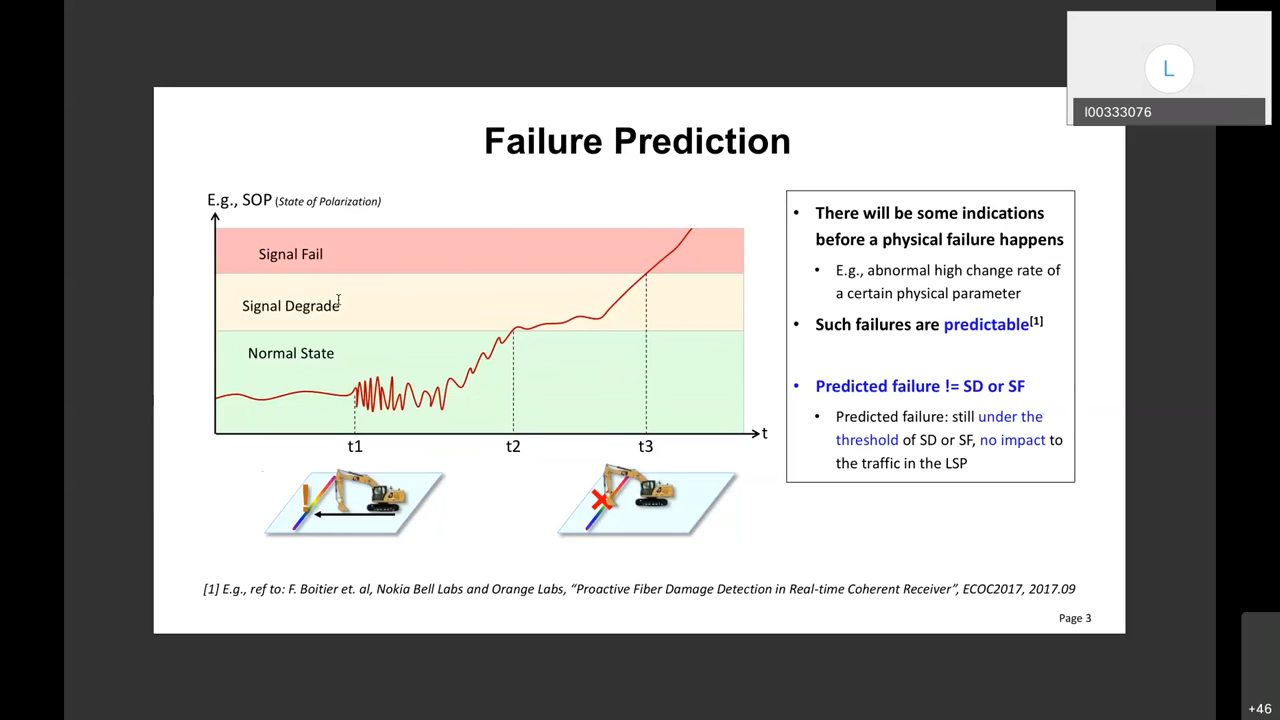 L
l00333076
Failure Prediction
E.g., SOP (State of Polarization)
Signal Fail
Signal Degrade
Normal State
t1
t2
t3
t
• There will be some indications
before a physical failure happens
• E.g., abnormal high change rate of
a certain physical parameter
• Such failures are predictable[1]
• Predicted failure != SD or SF
• Predicted failure: still under the
threshold of SD or SF, no impact to
the traffic in the LSP
!
[1] E.g., ref to: F. Boitier et. al, Nokia Bell Labs and Orange Labs, “Proactive Fiber Damage Detection in Real-time Coherent Receiver”, ECOC2017, 2017.09
Page 3
+46